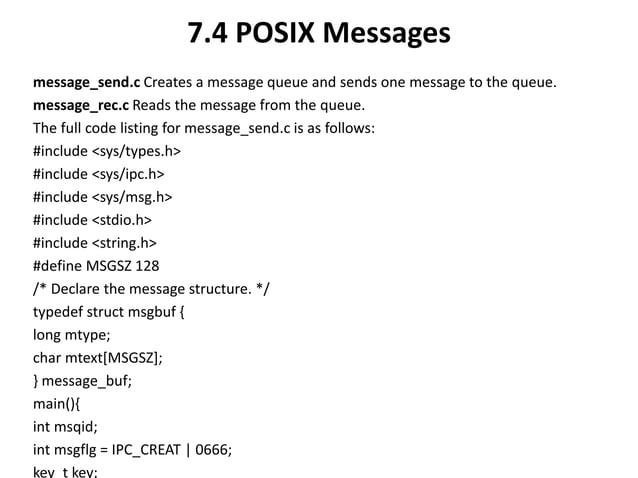 7.4 POSIX Messages
message_send.c Creates a message queue and sends one message to the queue.
message_rec.c Reads the message from the queue.
The full code listing for message_send.c is as follows:
#include <sys/types.h>
#include <sys/ipc.h>
#include <sys/msg.h>
#include <stdio.h>
#include <string.h>
#define MSGSZ 128
/* Declare the message structure. */
typedef struct msgbuf {
long mtype;
char mtext[MSGSZ];
} message_buf;
main(){
int msqid;
int msgflg = IPC_CREAT | 0666;
key_t key;